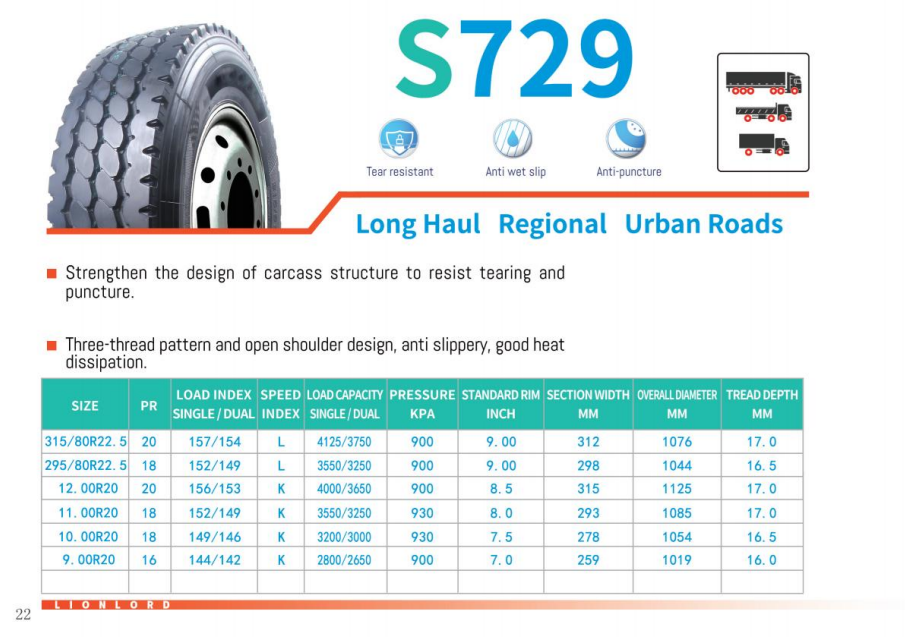 S729
Tear resistant
Anti wet slip
Anti-puncture
Long Haul Regional Urban Roads
Strengthen the design of carcass structure to resist tearing and
puncture.
Three-thread pattern and open shoulder design, anti slippery, good heat
dissipation.
SIZE PR LOAD INDEX SINGLE / DUAL SPEED INDEX LOAD CAPACITY SINGLE / DUAL PRESSURE KPA STANDARD RIM INCH SECTION WIDTH MM OVERALL DIAMETER MM TREAD DEPTH MM
315/80R22.5 20 157/154 L 4125/3750 900 9.00 312 1076 17.0
295/80R22.5 18 152/149 L 3550/3250 900 9.00 298 1044 16.5
12.00R20 20 156/153 K 4000/3650 900 8.5 315 1125 17.0
11.00R20 18 152/149 K 3550/3250 930 8.0 293 1085 17.0
10.00R20 18 149/146 K 3200/3000 930 7.5 278 1054 16.5
9.00R20 16 144/142 K 2800/2650 900 7.0 259 1019 16.0
LIONLORD
22